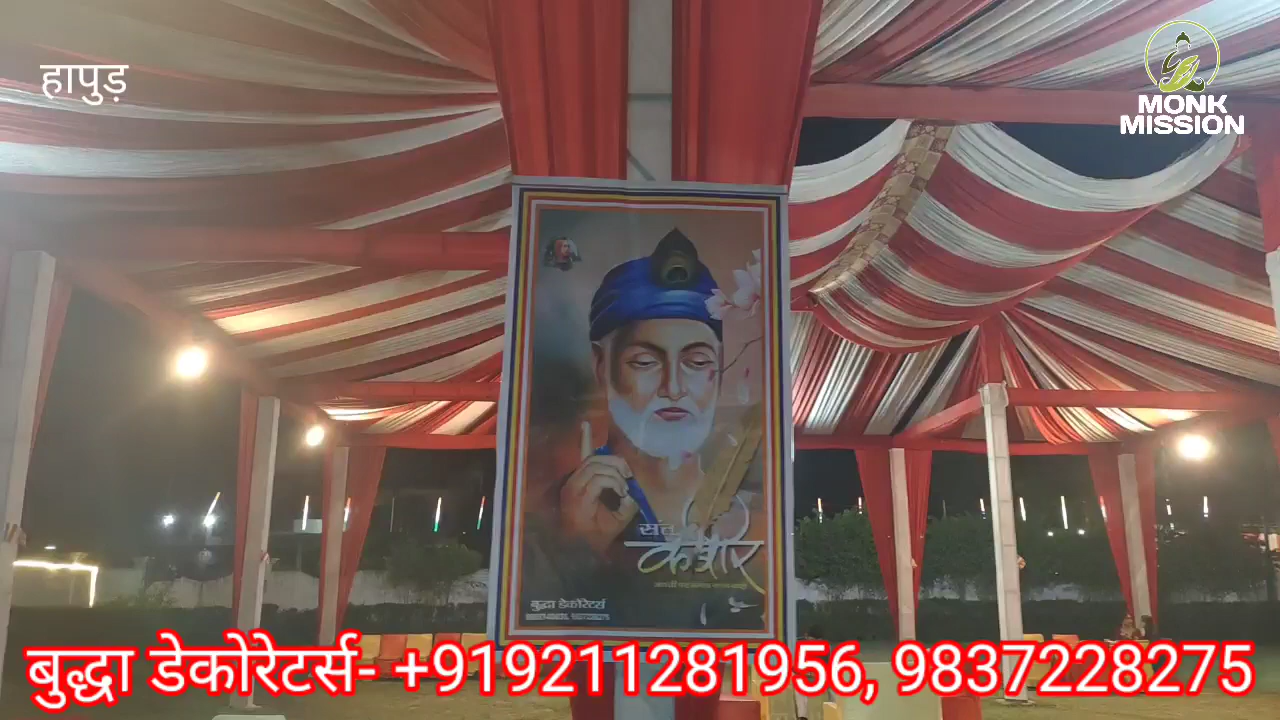 हापुड़
MONK
MISSION
संत
कबीर
बुद्धा डेकोरेटर्स
बुद्धा डेकोरेटर्स- +919211281956, 9837228275